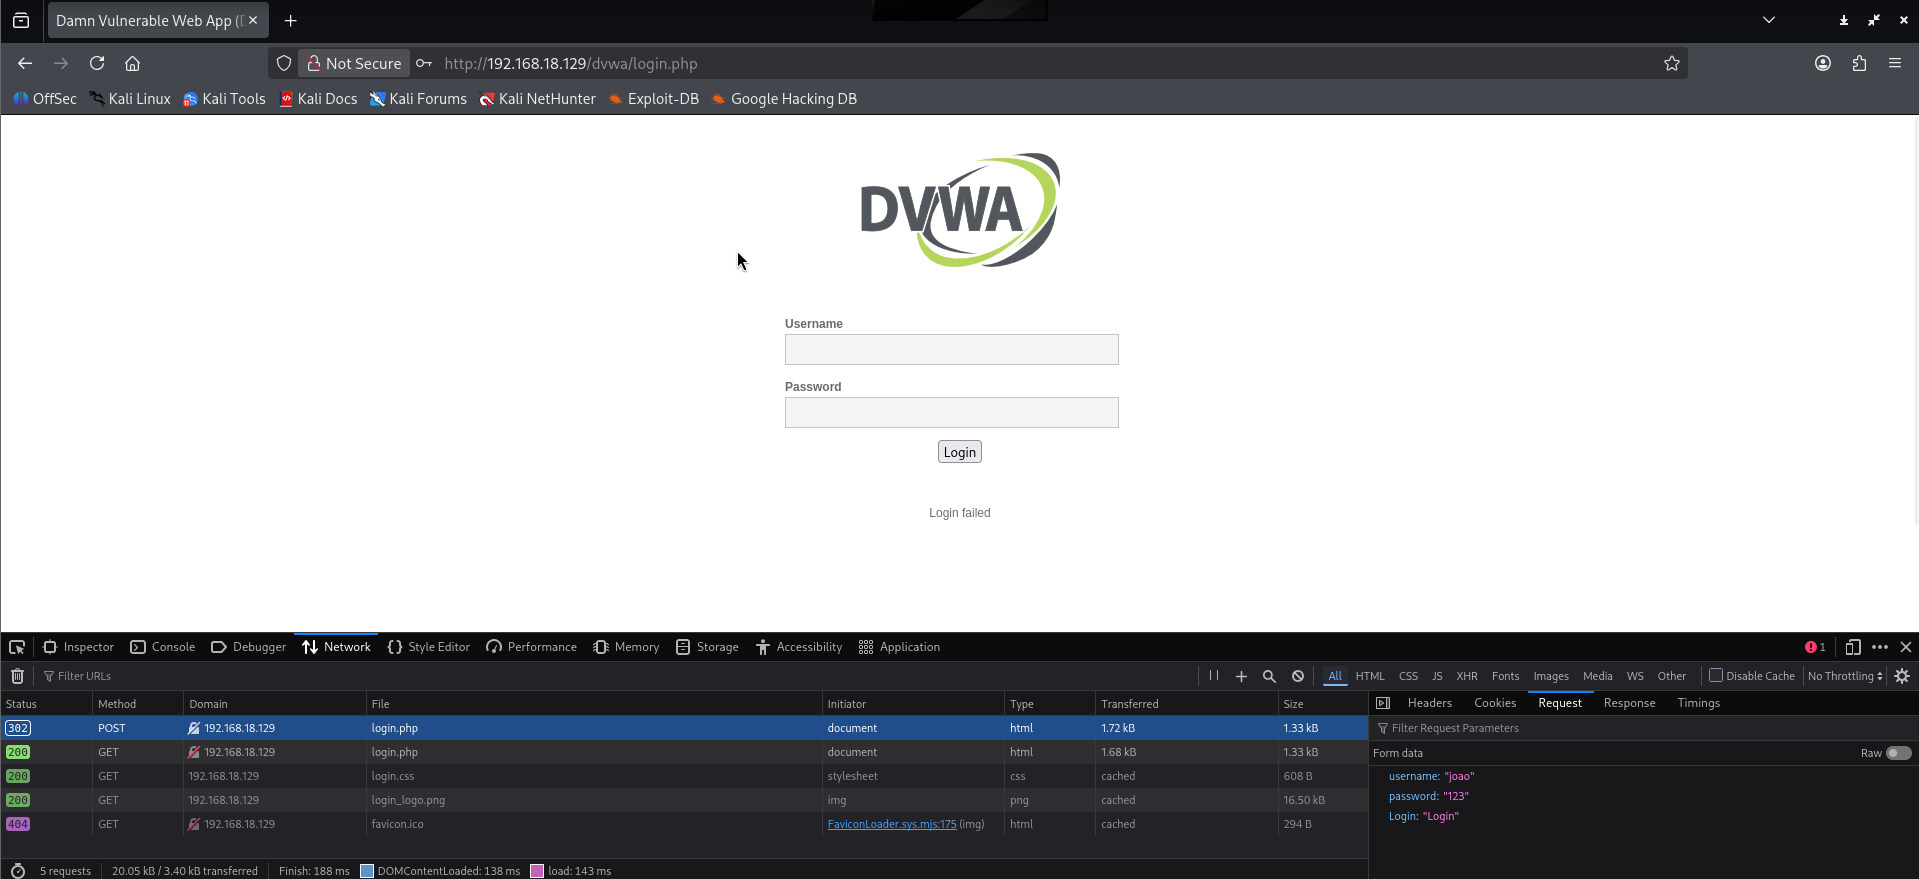 Damn Vulnerable Web App (D
Not Secure http://192.168.18.129/dvwa/login.php
OffSec Kali Linux Kali Tools Kali Docs Kali Forums Kali NetHunter Exploit-DB Google Hacking DB
DVWA
Username
Password
Login
Login failed
Inspector Console Debugger Network Style Editor Performance Memory Storage Accessibility Application 1
Filter URLs All HTML CSS JS XHR Fonts Images Media WS Other Disable Cache No Throttling
Status Method Domain File Initiator Type Transferred Size Headers Cookies Request Response Timings
302 POST 192.168.18.129 login.php document html 1.72 kB 1.33 kB Filter Request Parameters
200 GET 192.168.18.129 login.php document html 1.68 kB 1.33 kB Form data Raw
200 GET 192.168.18.129 login.css stylesheet css cached 608 B username: "joao"
200 GET 192.168.18.129 login_logo.png img png cached 16.50 kB password: "123"
404 GET 192.168.18.129 favicon.ico FaviconLoader.sys.mjs:175 (img) html cached 294 B Login: "Login"
5 requests 20.05 kB / 3.40 kB transferred Finish: 188 ms DOMContentLoaded: 138 ms load: 143 ms